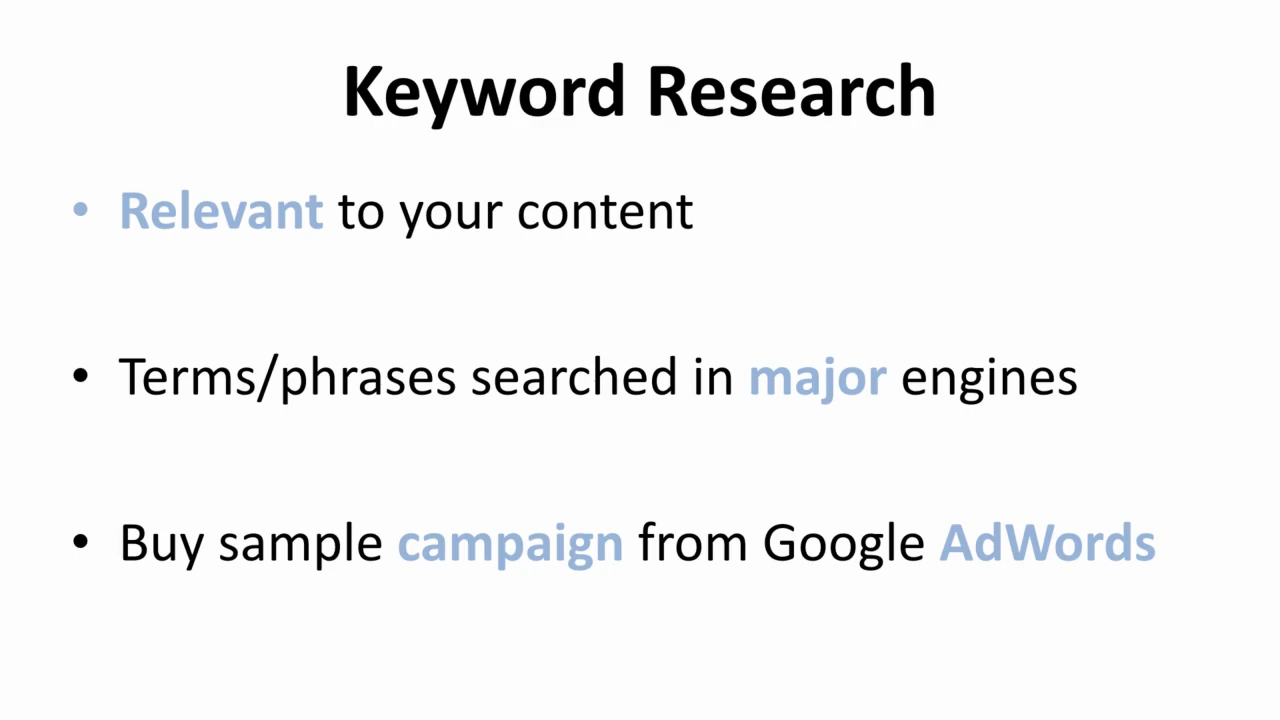 Keyword Research
• Relevant to your content
• Terms/phrases searched in major engines
• Buy sample campaign from Google AdWords